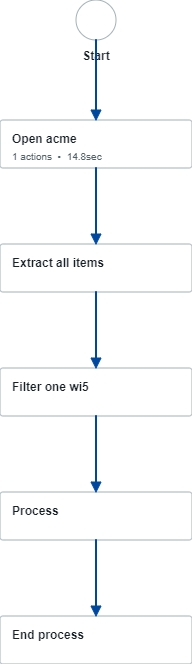 Start
Open acme
1 actions • 14.8sec
Extract all items
Filter one wi5
Process
End process